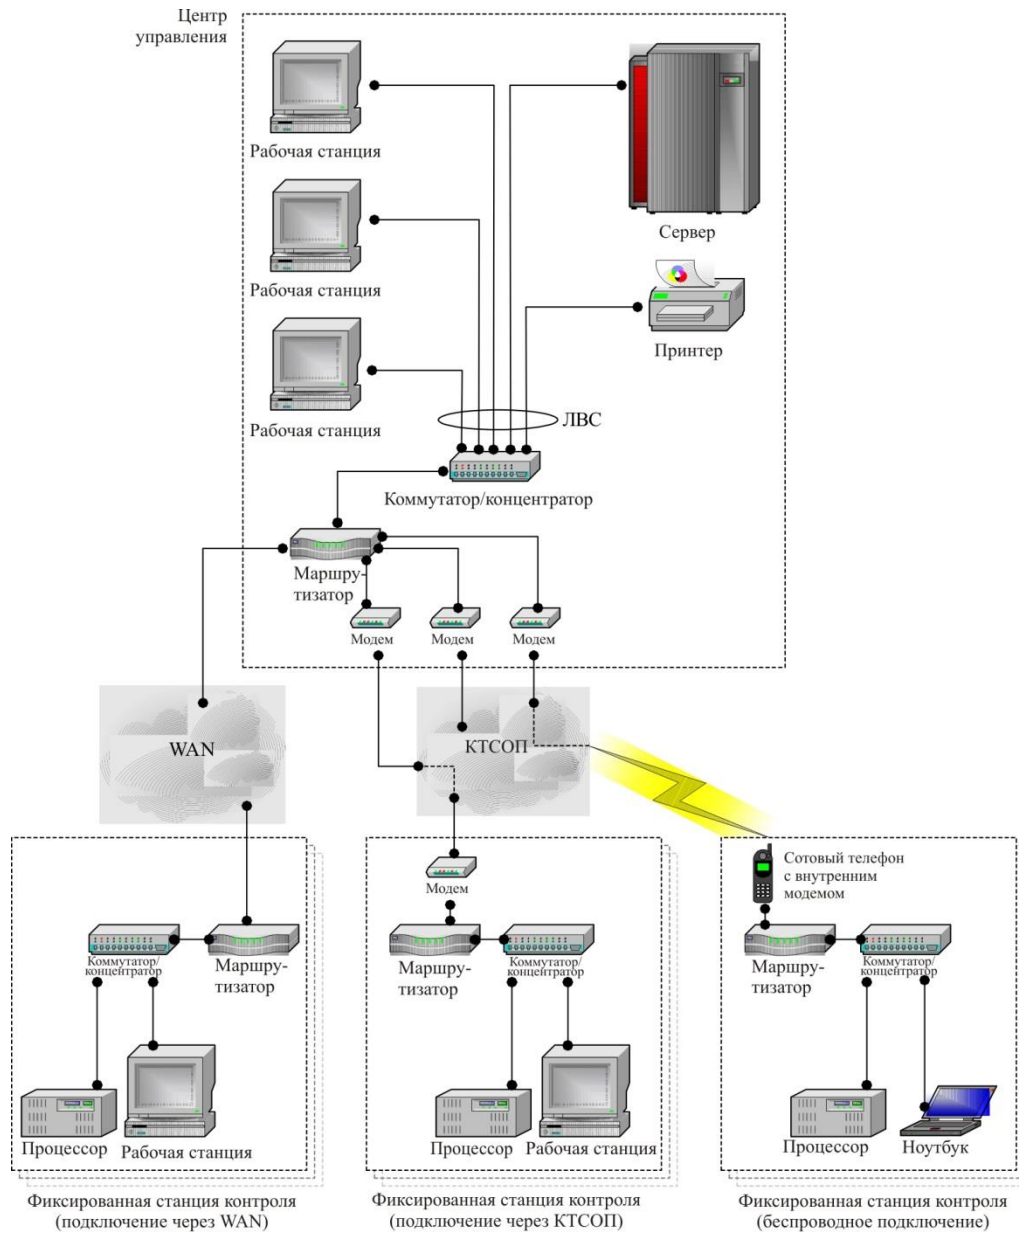 Центр
управления
Рабочая станция
Сервер
Рабочая станция
Принтер
Рабочая станция
ЛВС
Коммутатор/концентратор
Маршру-
тизатор
Модем
Модем
Модем
WAN
КТСОП
Коммутатор/
концентратор
Маршру-
тизатор
Процессор
Рабочая станция
Фиксированная станция контроля
(подключение через WAN)
Модем
Маршру-
тизатор
Коммутатор/
концентратор
Процессор
Рабочая станция
Фиксированная станция контроля
(подключение через КТСОП)
Сотовый телефон
с внутренним
модемом
Маршру-
тизатор
Коммутатор/
концентратор
Процессор
Ноутбук
Фиксированная станция контроля
(беспроводное подключение)